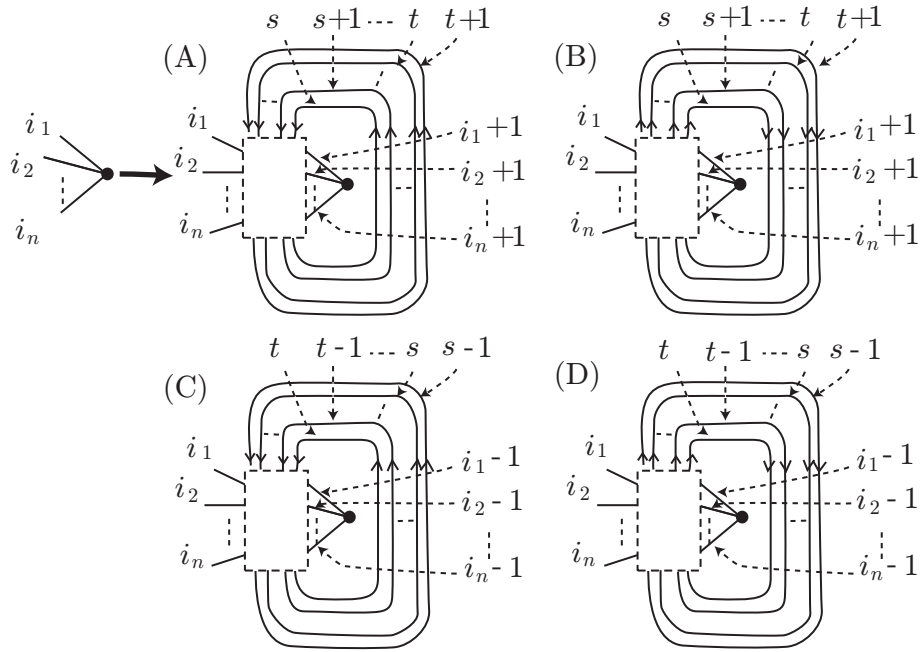 s s+1 t t+1
s s+1 t t+1
(A)
(B)
i1
i2
in
i1
i2
in
i1+1
i2+1
in+1
i1
i2
in
i1+1
i2+1
in+1
t t-1 s s-1
t t-1 s s-1
(C)
(D)
i1
i2
in
i1-1
i2-1
in-1
i1
i2
in
i1-1
i2-1
in-1